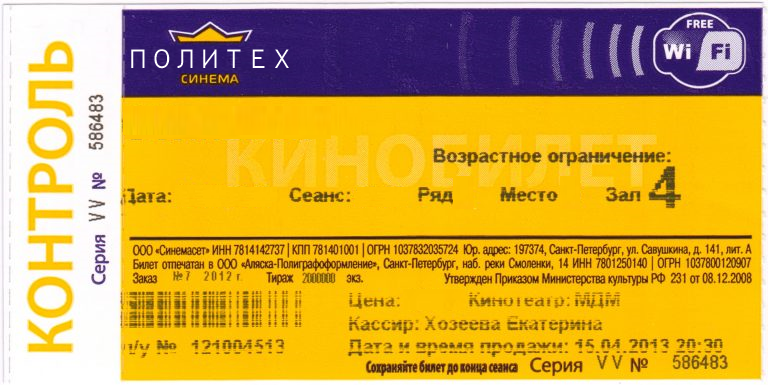 КОНТРОЛЬ
Серия VV № 586483
ПОЛИТЕХ
СИНЕМА
FREE
Wi Fi
КИНОБИЛЕТ
Возрастное ограничение:
Дата: Сеанс: Ряд Место Зал 4
ООО «Синемасет» ИНН 7814142737 | КПП 781401001 | ОГРН 1037832035724 Юр. адрес: 197374, Санкт-Петербург, ул. Савушкина, д. 141, лит. А
Билет отпечатан в ООО «Аляска-Полиграфоформление», Санкт-Петербург, наб. реки Смоленки, 14 ИНН 7801250140 | ОГРН 1037800120907
Заказ №7 2012 г. Тираж 2000000 экз. Утвержден Приказом Министерства культуры РФ 231 от 08.12.2008
Цена: Кинотеатр: МДМ
Кассир: Хозеева Екатерина
п/у № 121004513 Дата и время продажи: 15.04.2013 20:30
Сохраняйте билет до конца сеанса Серия VV № 586483